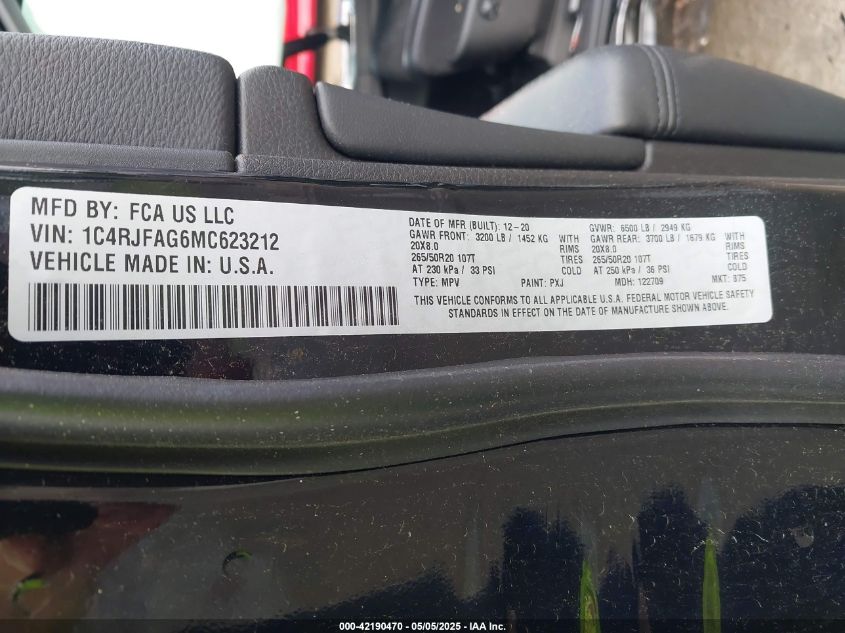 MFD BY: FCA US LLC
VIN: 1C4RJFAG6MC623212
VEHICLE MADE IN: U.S.A.
DATE OF MFR (BUILT): 12-20 GVWR: 6500 LB / 2949 KG
GAWR FRONT: 3200 LB / 1452 KG WITH GAWR REAR: 3700 LB / 1679 KG WITH
20X8.0 RIMS 20X8.0 RIMS
265/50R20 107T TIRES 265/50R20 107T TIRES
AT 230 kPa / 33 PSI COLD AT 250 kPa / 36 PSI COLD
TYPE: MPV PAINT: PXJ MDH: 122709 MKT: 975
THIS VEHICLE CONFORMS TO ALL APPLICABLE U.S.A. FEDERAL MOTOR VEHICLE SAFETY
STANDARDS IN EFFECT ON THE DATE OF MANUFACTURE SHOWN ABOVE.
000-42190470 - 05/05/2025 - IAA Inc.